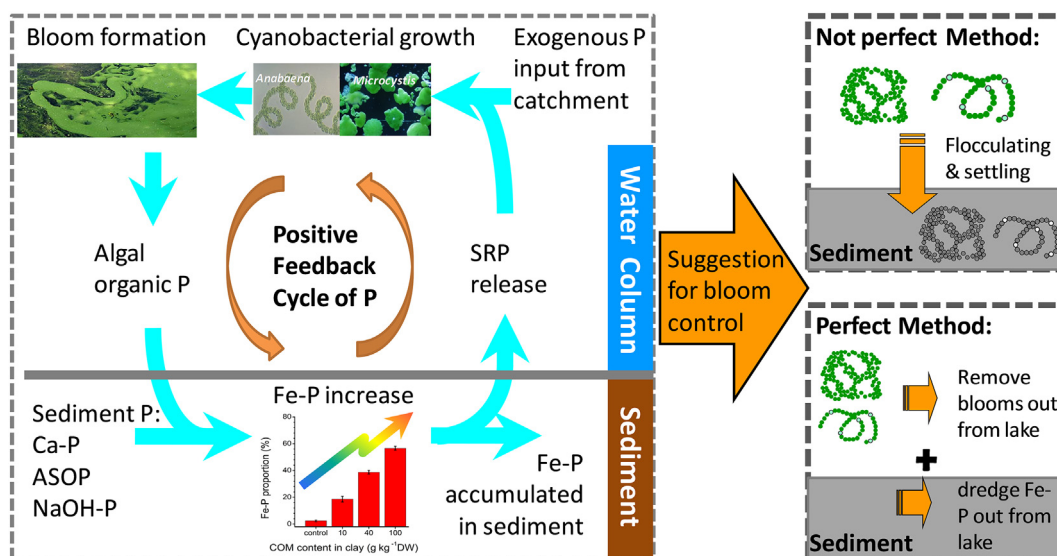 Bloom formation
Cyanobacterial growth
Anabaena
Microcystis
Exogenous P
input from
catchment
Algal
organic P
Positive
Feedback
Cycle of P
SRP
release
Water Column
Sediment P:
Ca-P
ASOP
NaOH-P
Fe-P increase
Fe-P proportion (%)
80
60
40
20
0
control
10
40
100
COM content in clay (g kg⁻¹DW)
Fe-P
accumulated
in sediment
Sediment
Suggestion
for bloom
control
Not perfect Method:
Flocculating
& settling
Sediment
Perfect Method:
Remove
blooms out
from lake
+
dredge Fe-
P out from
lake
Sediment